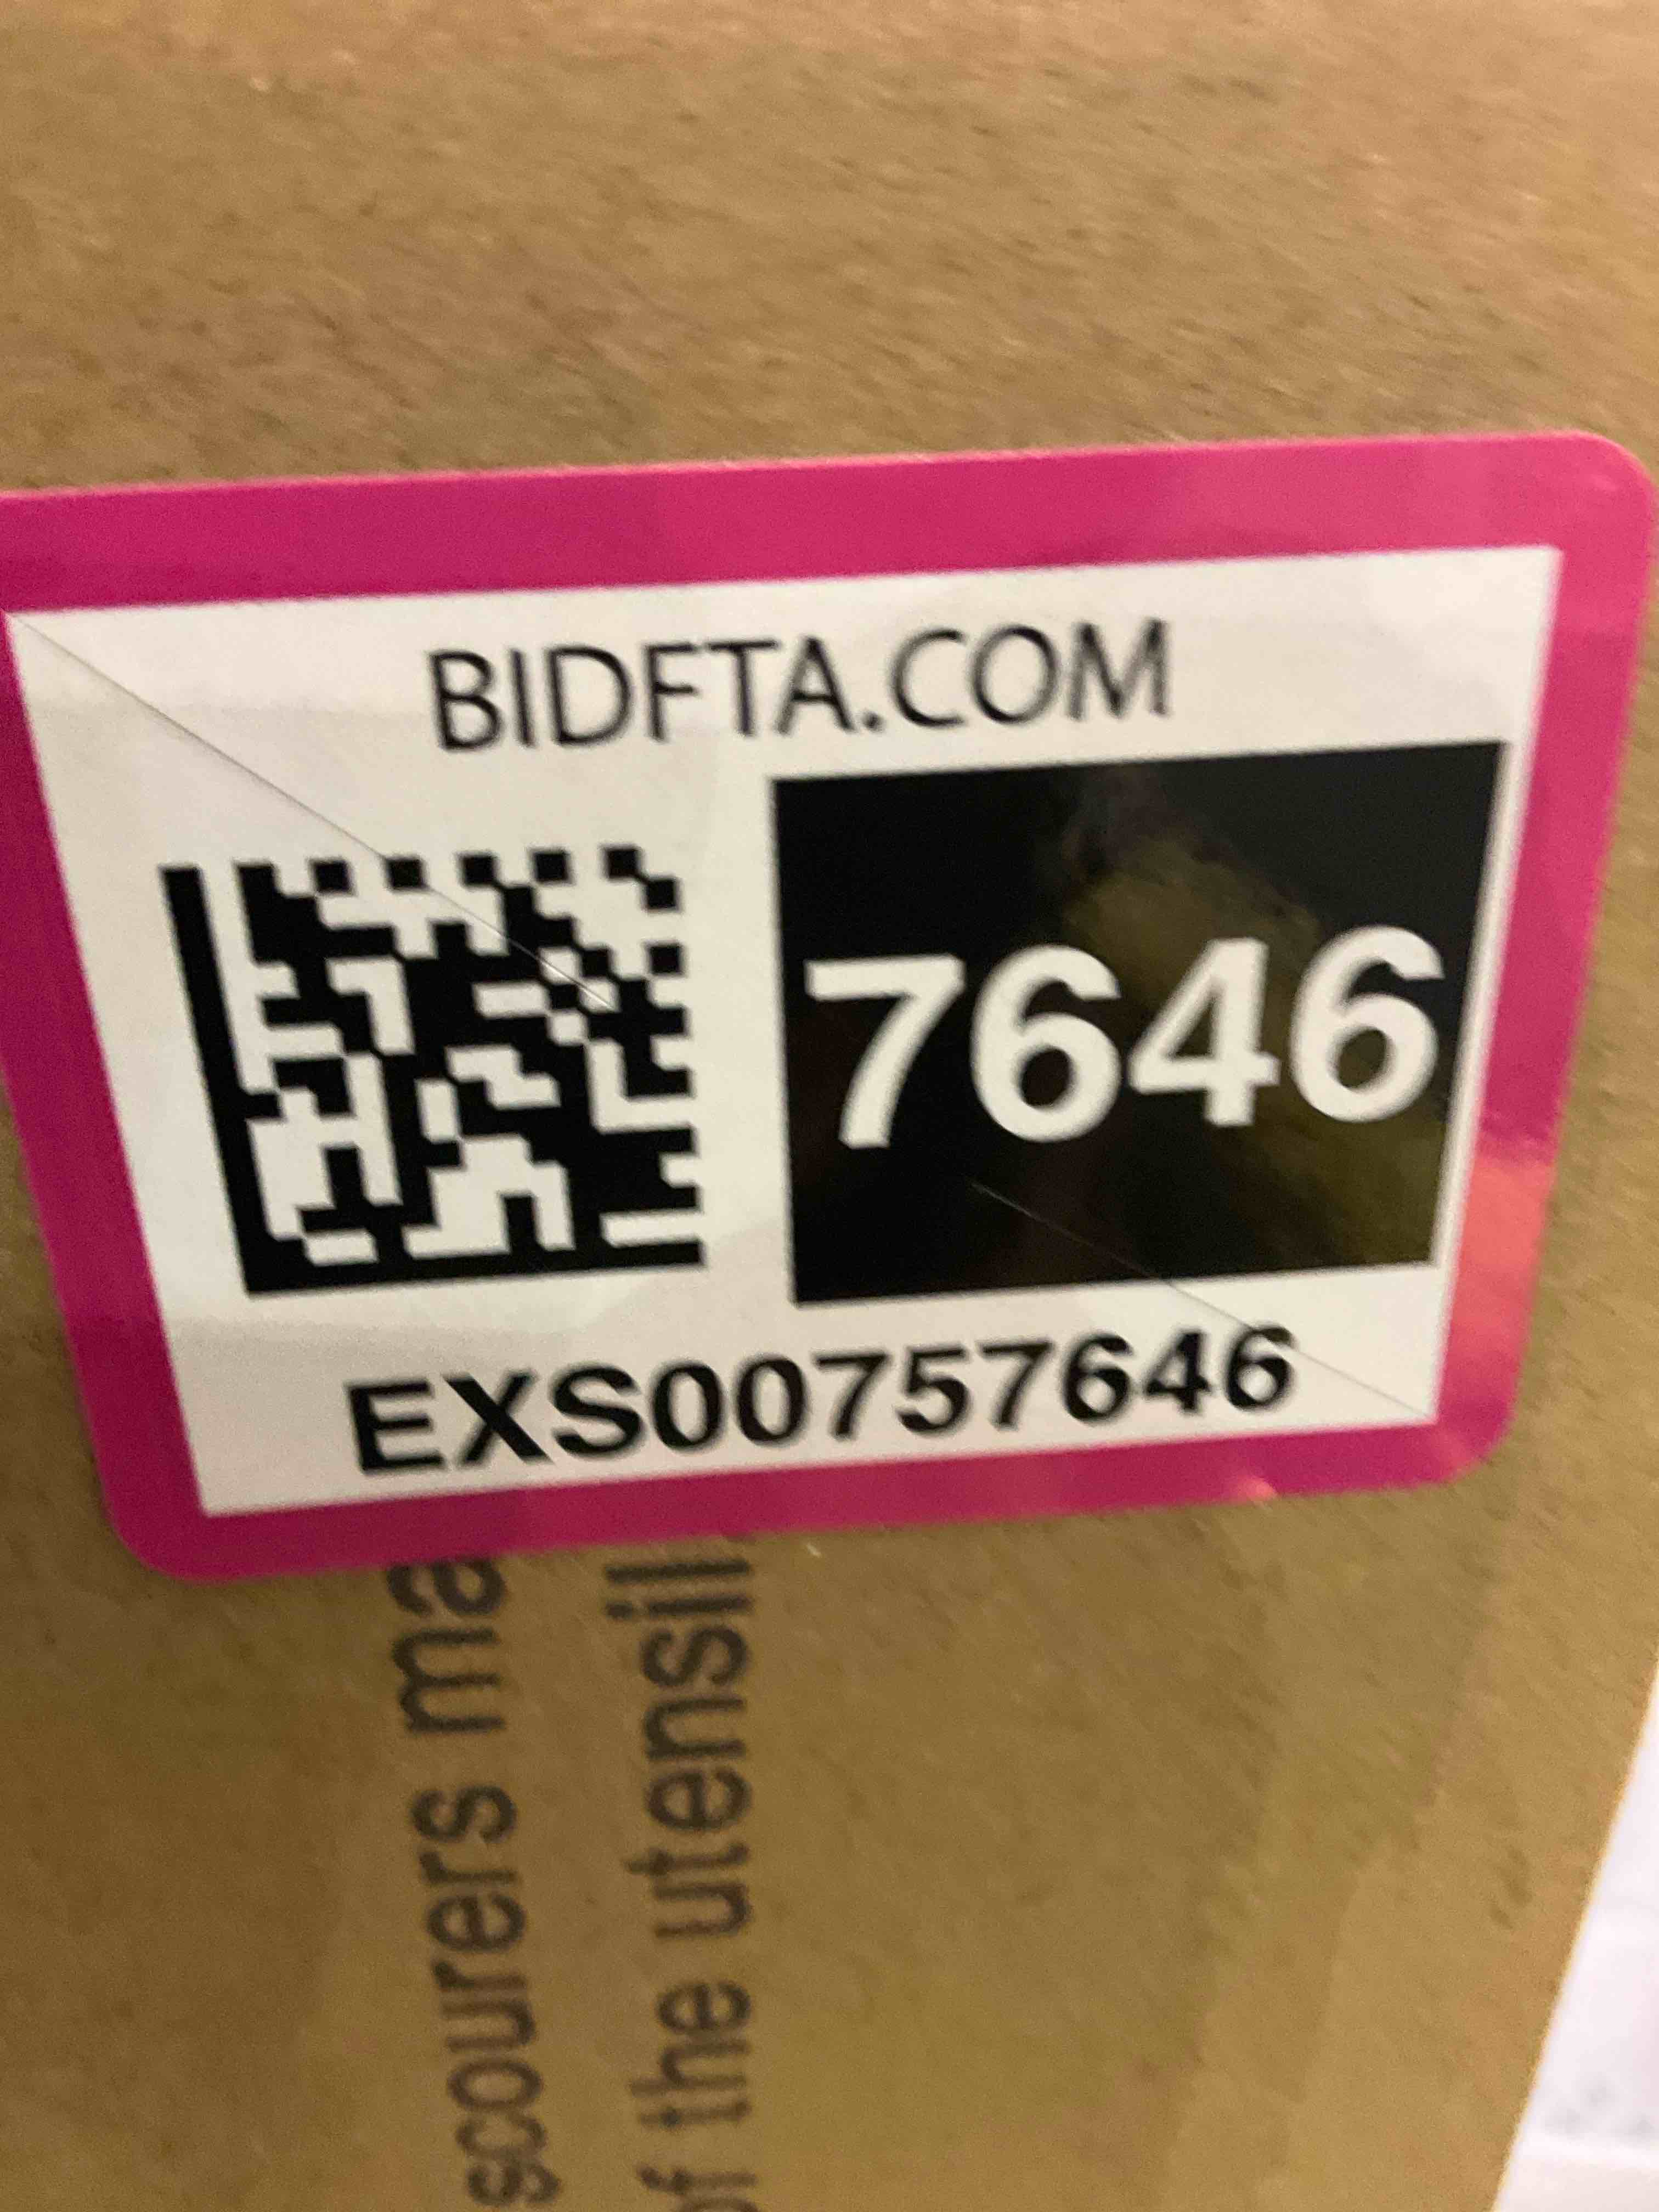 BIDFTA.COM
7646
EXS00757646
scourers ma
of the utensil